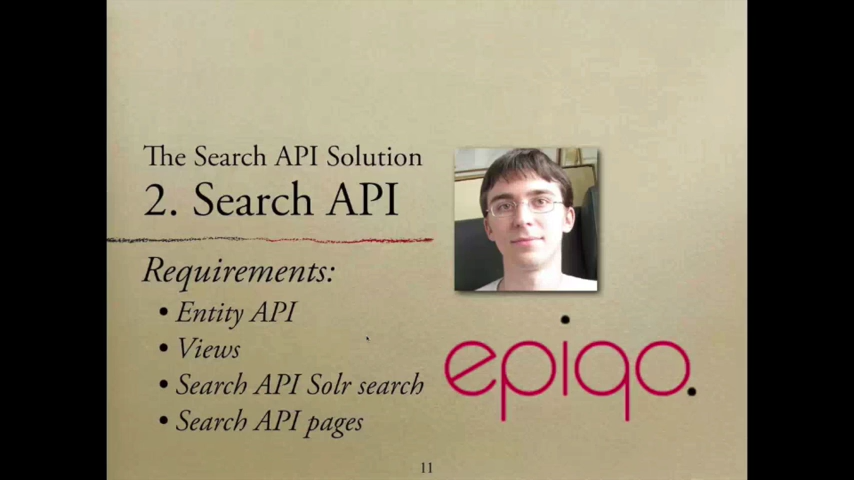 The Search API Solution
2. Search API
Requirements:
• Entity API
• Views
• Search API Solr search
• Search API pages
epiqo.
11